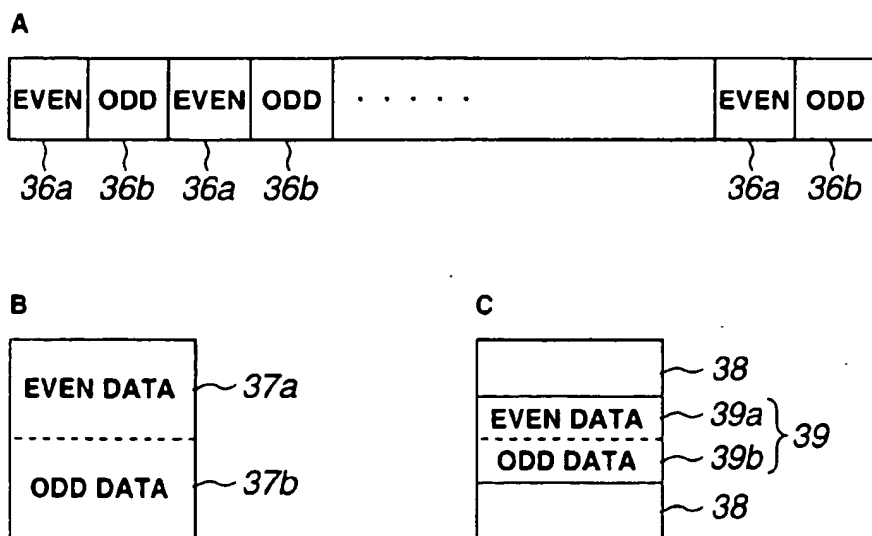 A
EVEN ODD EVEN ODD ..... EVEN ODD
36a 36b 36a 36b 36a 36b
B C
EVEN DATA 37a
ODD DATA 37b
38
EVEN DATA 39a
ODD DATA 39b
39
38